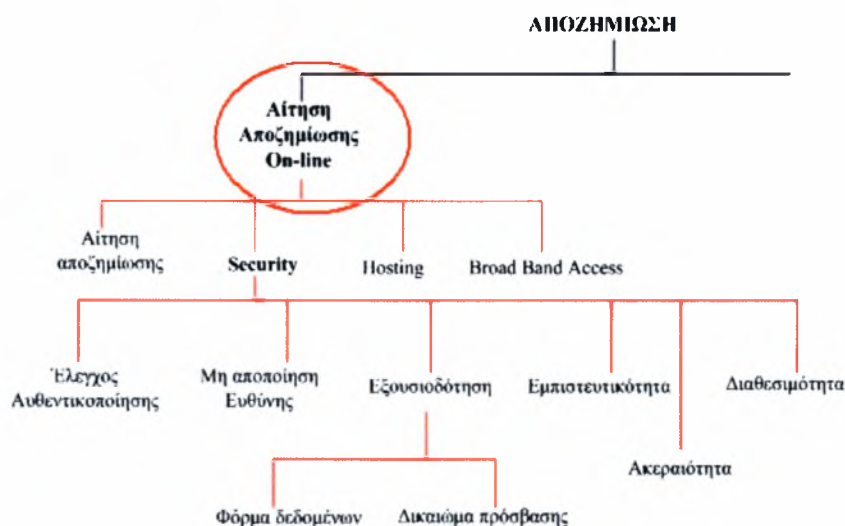 ΑΠΟΖΗΜΙΩΣΗ
Αίτηση
Αποζημίωσης
On-line
Αίτηση
αποζημίωσης
Security
Hosting
Broad Band Access
Έλεγχος
Αυθεντικοποίησης
Μη αποποίηση
Ευθύνης
Εξουσιοδότηση
Εμπιστευτικότητα
Διαθεσιμότητα
Ακεραιότητα
Φόρμα δεδομένων
Δικαιώμα πρόσβασης